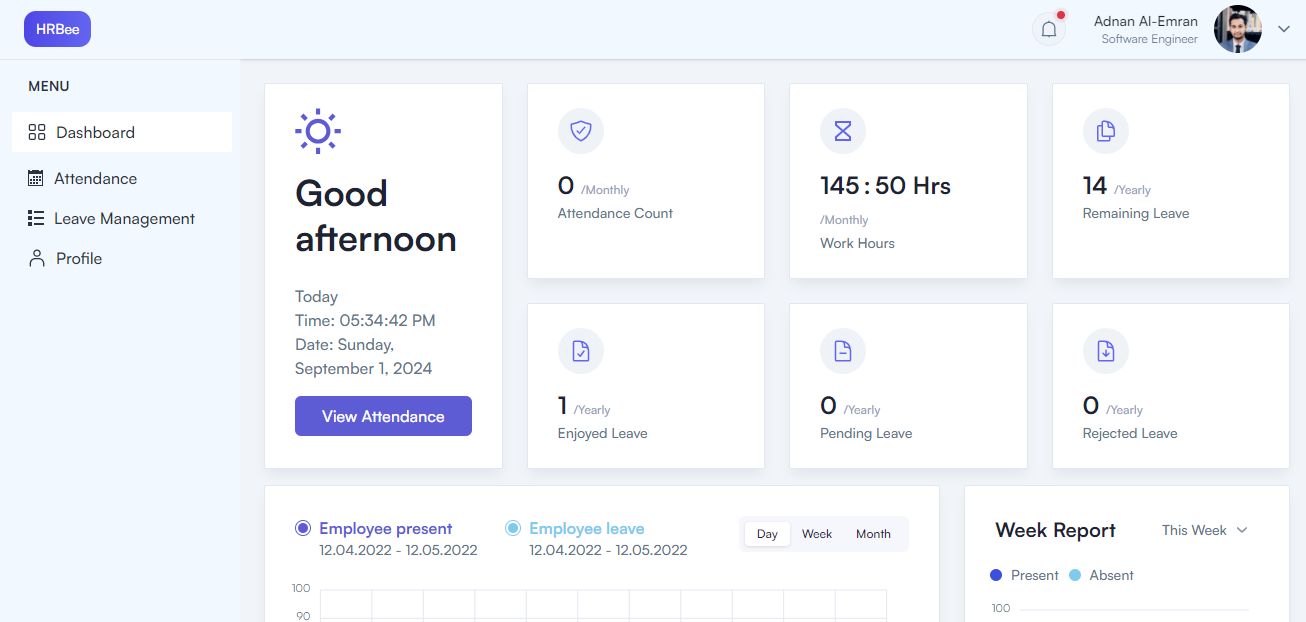 HRBee
Adnan Al-Emran
Software Engineer
MENU
Dashboard
Attendance
Leave Management
Profile
Good
afternoon
Today
Time: 05:34:42 PM
Date: Sunday,
September 1, 2024
View Attendance
0 /Monthly
Attendance Count
145 : 50 Hrs
/Monthly
Work Hours
14 /Yearly
Remaining Leave
1 /Yearly
Enjoyed Leave
0 /Yearly
Pending Leave
0 /Yearly
Rejected Leave
Employee present
12.04.2022 - 12.05.2022
Employee leave
12.04.2022 - 12.05.2022
Day Week Month
100
90
Week Report
This Week
Present Absent
100